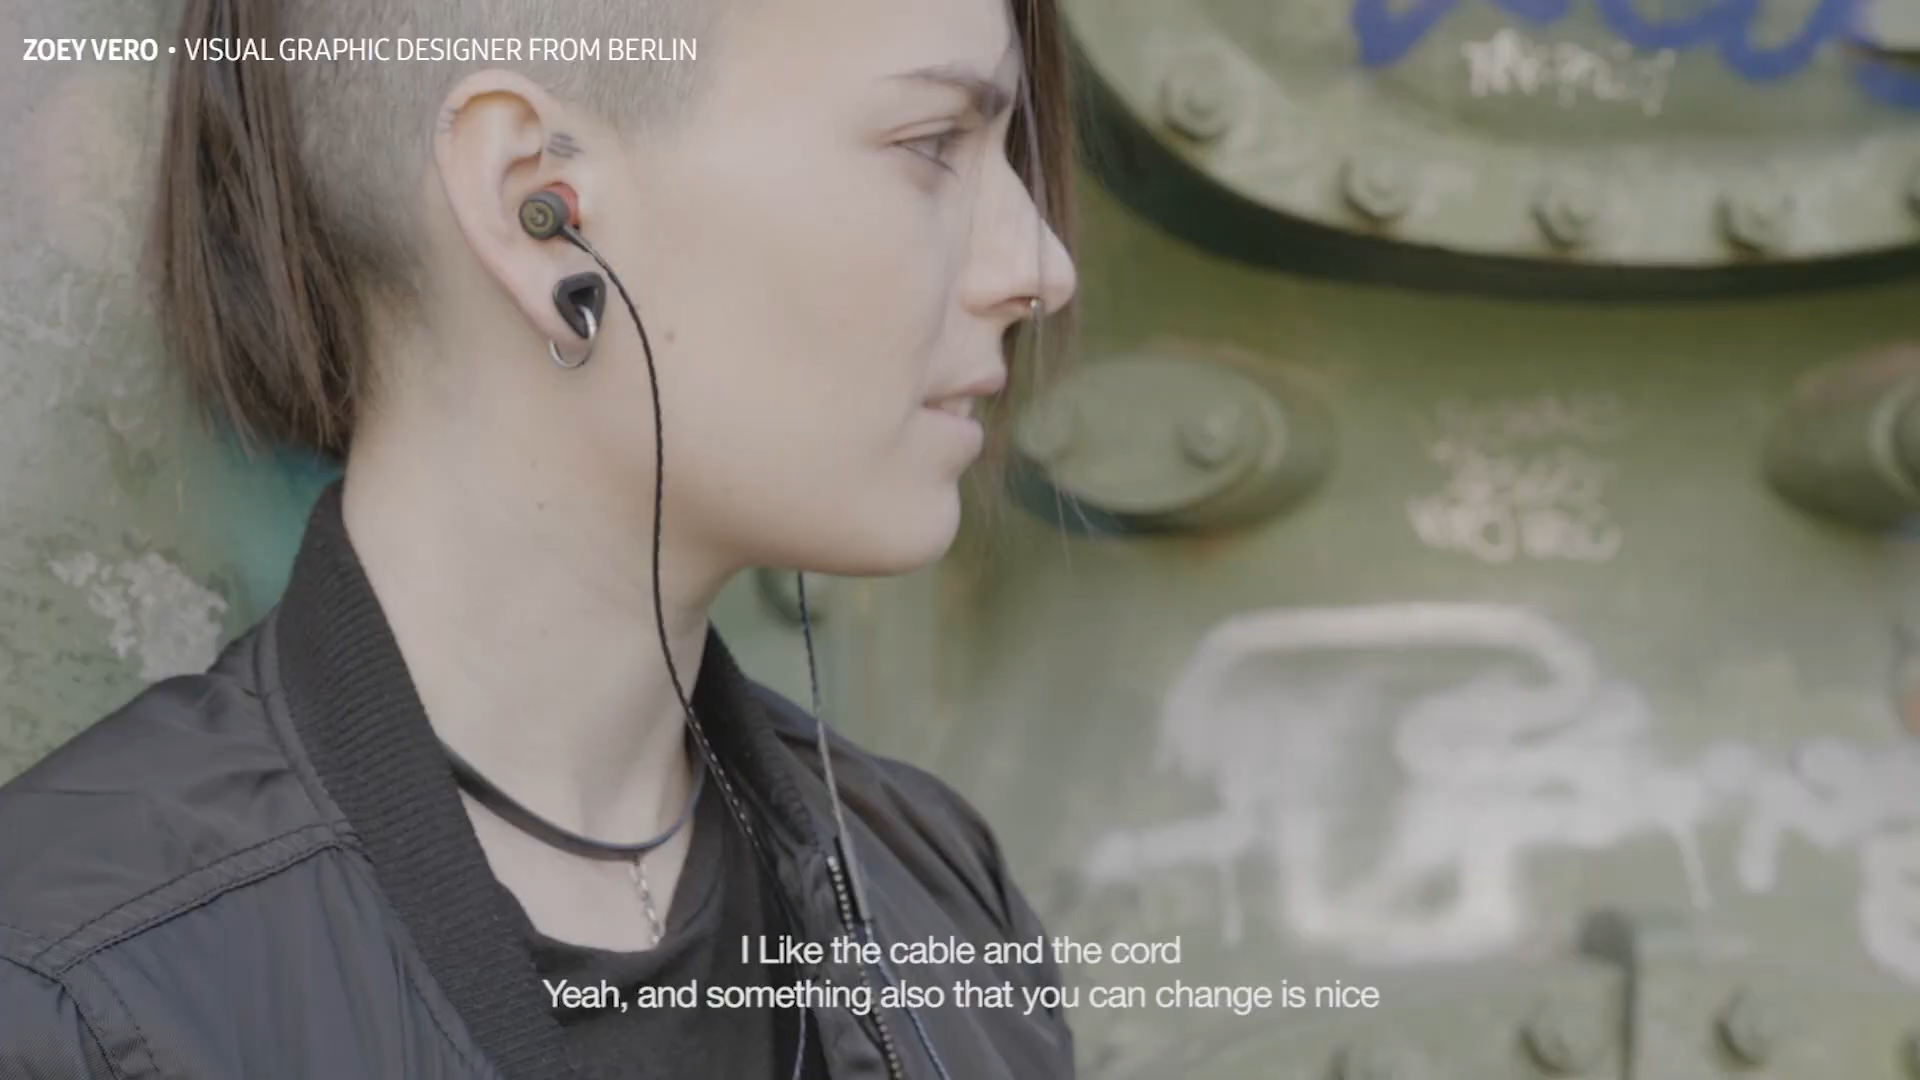 ZOEY VERO • VISUAL GRAPHIC DESIGNER FROM BERLIN
I Like the cable and the cord
Yeah, and something also that you can change is nice